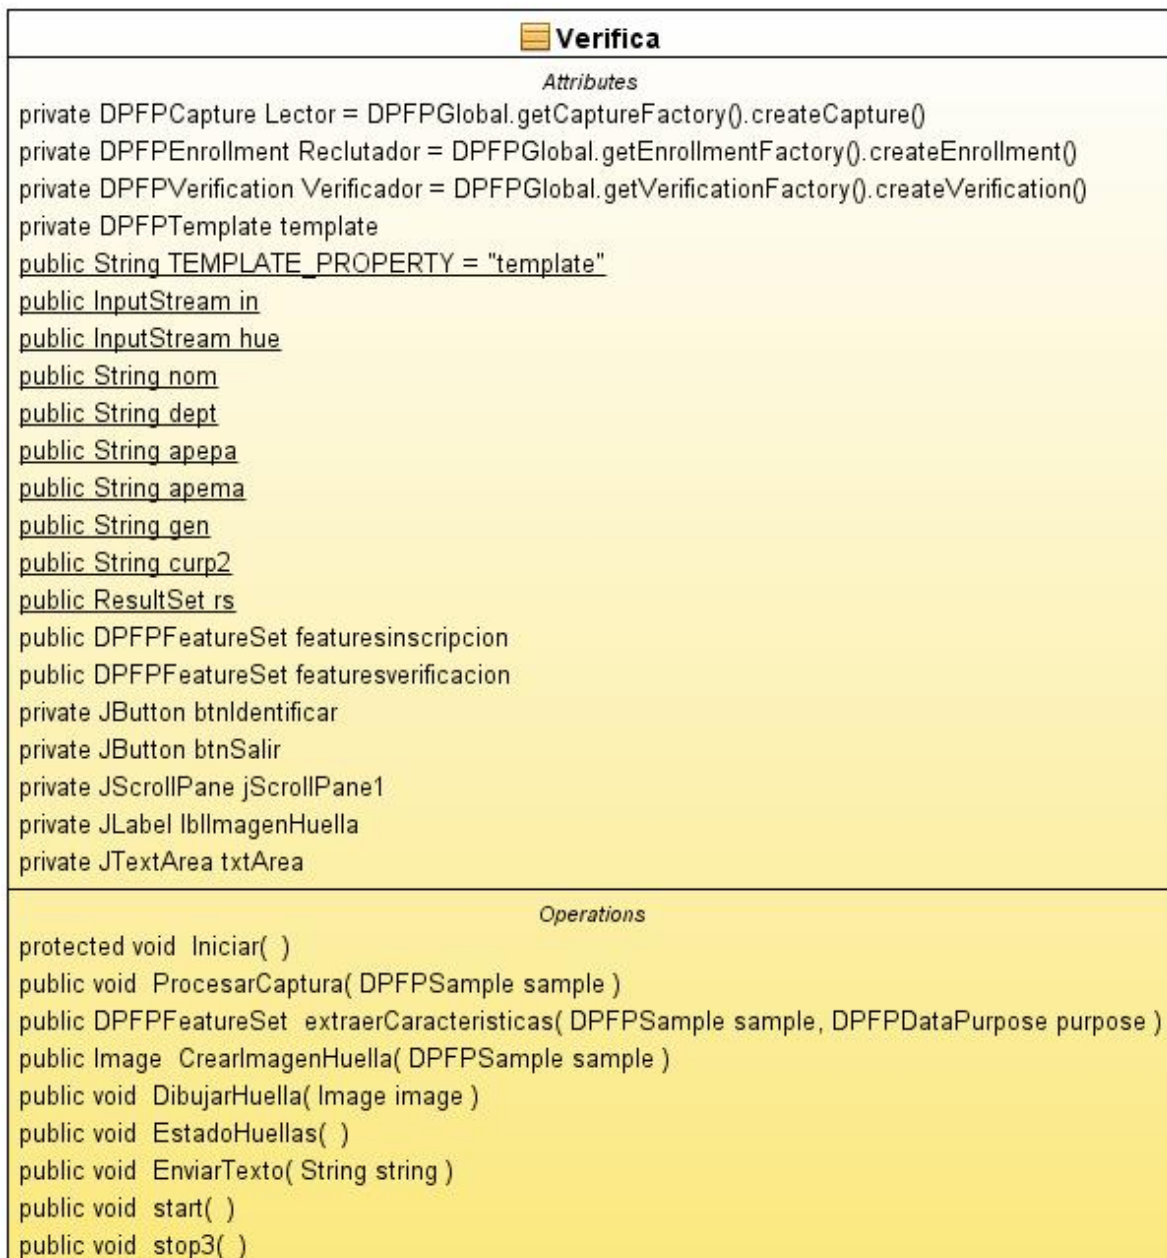 Verifica
Attributes
private DPFPCapture Lector = DPFPGlobal.getCaptureFactory().createCapture()
private DPFPEnrollment Reclutador = DPFPGlobal.getEnrollmentFactory().createEnrollment()
private DPFPVerification Verificador = DPFPGlobal.getVerificationFactory().createVerification()
private DPFPTemplate template
public String TEMPLATE_PROPERTY = "template"
public InputStream in
public InputStream hue
public String nom
public String dept
public String apepa
public String apema
public String gen
public String curp2
public ResultSet rs
public DPFPFeatureSet featuresinscripcion
public DPFPFeatureSet featuresverificacion
private JButton btnIdentificar
private JButton btnSalir
private JScrollPane jScrollPane1
private JLabel lblImagenHuella
private JTextArea txtArea
Operations
protected void Iniciar( )
public void ProcesarCaptura( DPFPSample sample )
public DPFPFeatureSet extraerCaracteristicas( DPFPSample sample, DPFPDataPurpose purpose )
public Image CrearImagenHuella( DPFPSample sample )
public void DibujarHuella( Image image )
public void EstadoHuellas( )
public void EnviarTexto( String string )
public void start( )
public void stop3( )